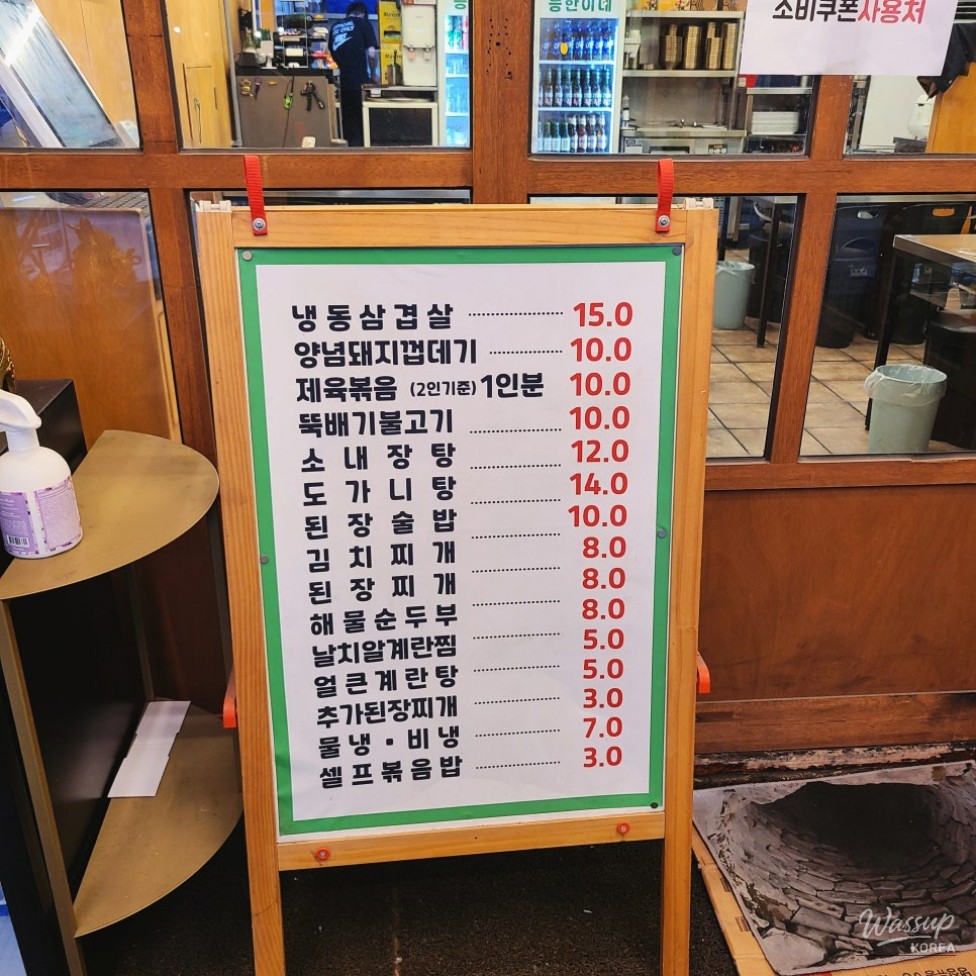 소비쿠폰사용처
냉동삼겹살 15.0
양념돼지껍데기 10.0
제육볶음 (2인기준) 1인분 10.0
뚝배기불고기 10.0
소내장탕 12.0
도가니탕 14.0
된장술밥 10.0
김치찌개 8.0
된장찌개 8.0
해물순두부 8.0
날치알계란찜 5.0
얼큰계란탕 5.0
추가된장찌개 3.0
물냉·비냉 7.0
셀프볶음밥 3.0
Wassup
KOREA